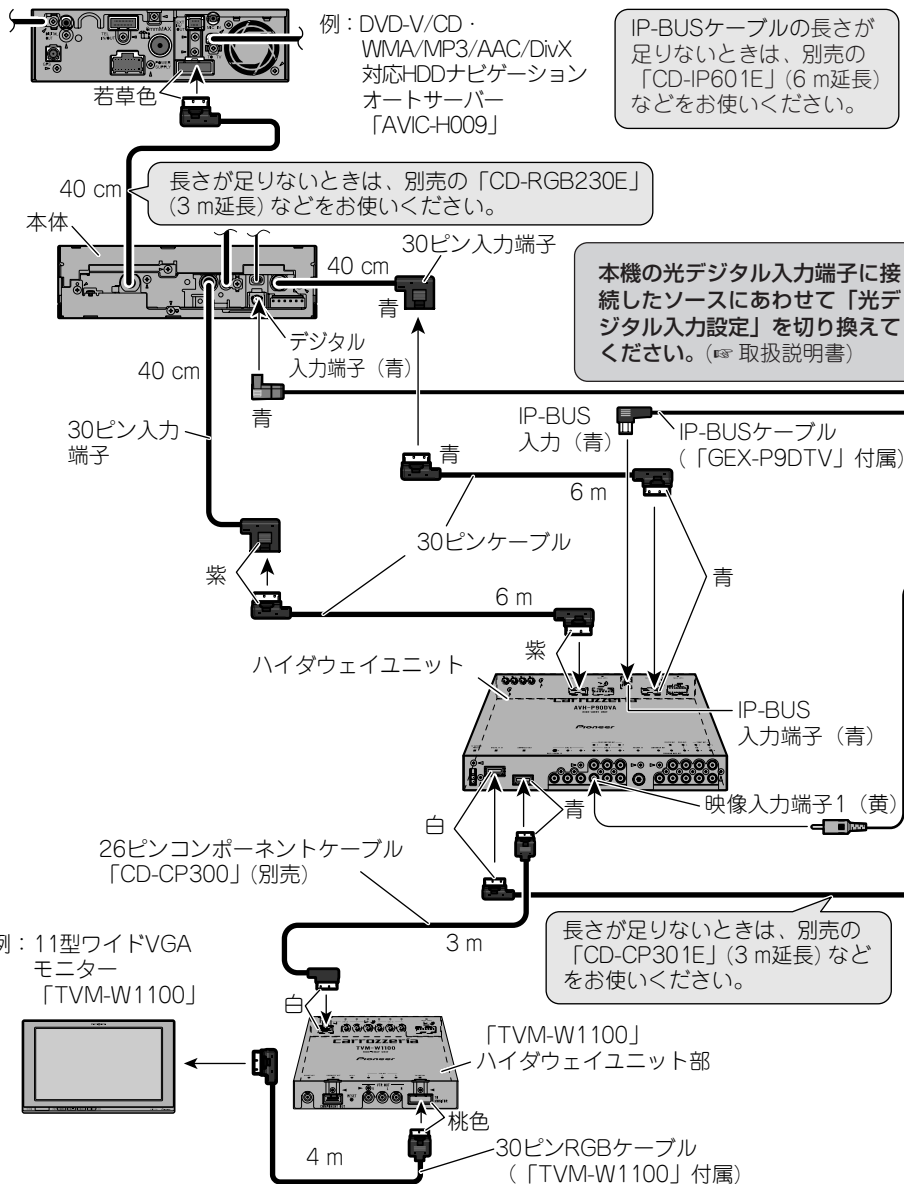 例：DVD-V/CD・
WMA/MP3/AAC/DivX
対応HDDナビゲーション
オートサーバー
「AVIC-H009」
IP-BUSケーブルの長さが
足りないときは、別売の
「CD-IP601E」(6 m延長)
などをお使いください。
若草色
40 cm
長さが足りないときは、別売の「CD-RGB230E」
(3 m延長) などをお使いください。
本体
30ピン入力端子
40 cm
青
本機の光デジタル入力端子に接
続したソースにあわせて「光デ
ジタル入力設定」を切り換えて
ください。(☞ 取扱説明書)
デジタル
入力端子（青）
40 cm
青
IP-BUS
入力（青）
IP-BUSケーブル
（「GEX-P9DTV」付属）
30ピン入力
端子
青
6 m
30ピンケーブル
紫
青
6 m
紫
ハイダウェイユニット
carrozzeria
AVH-P90DVA
Pioneer
IP-BUS
入力端子（青）
映像入力端子1（黄）
白
青
26ピンコンポーネントケーブル
「CD-CP300」(別売)
3 m
長さが足りないときは、別売の
「CD-CP301E」(3 m延長) など
をお使いください。
例：11型ワイドVGA
モニター
「TVM-W1100」
白
carrozzeria
TVM-W1100
Pioneer
「TVM-W1100」
ハイダウェイユニット部
桃色
4 m
30ピンRGBケーブル
（「TVM-W1100」付属）